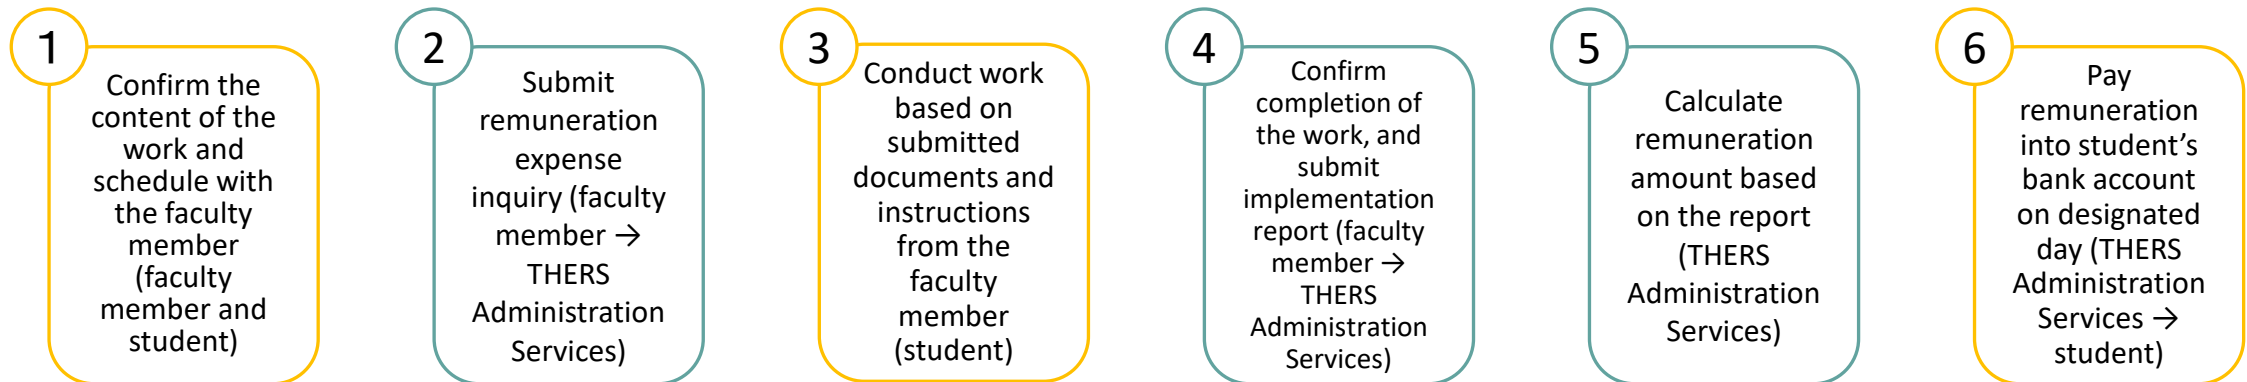 1
Confirm the
content of the
work and
schedule with
the faculty
member
(faculty
member and
student)
2
Submit
remuneration
expense
inquiry (faculty
member →
THERS
Administration
Services)
3
Conduct work
based on
submitted
documents and
instructions
from the
faculty
member
(student)
4
Confirm
completion of
the work, and
submit
implementation
report (faculty
member →
THERS
Administration
Services)
5
Calculate
remuneration
amount based
on the report
(THERS
Administration
Services)
6
Pay
remuneration
into student’s
bank account
on designated
day (THERS
Administration
Services →
student)